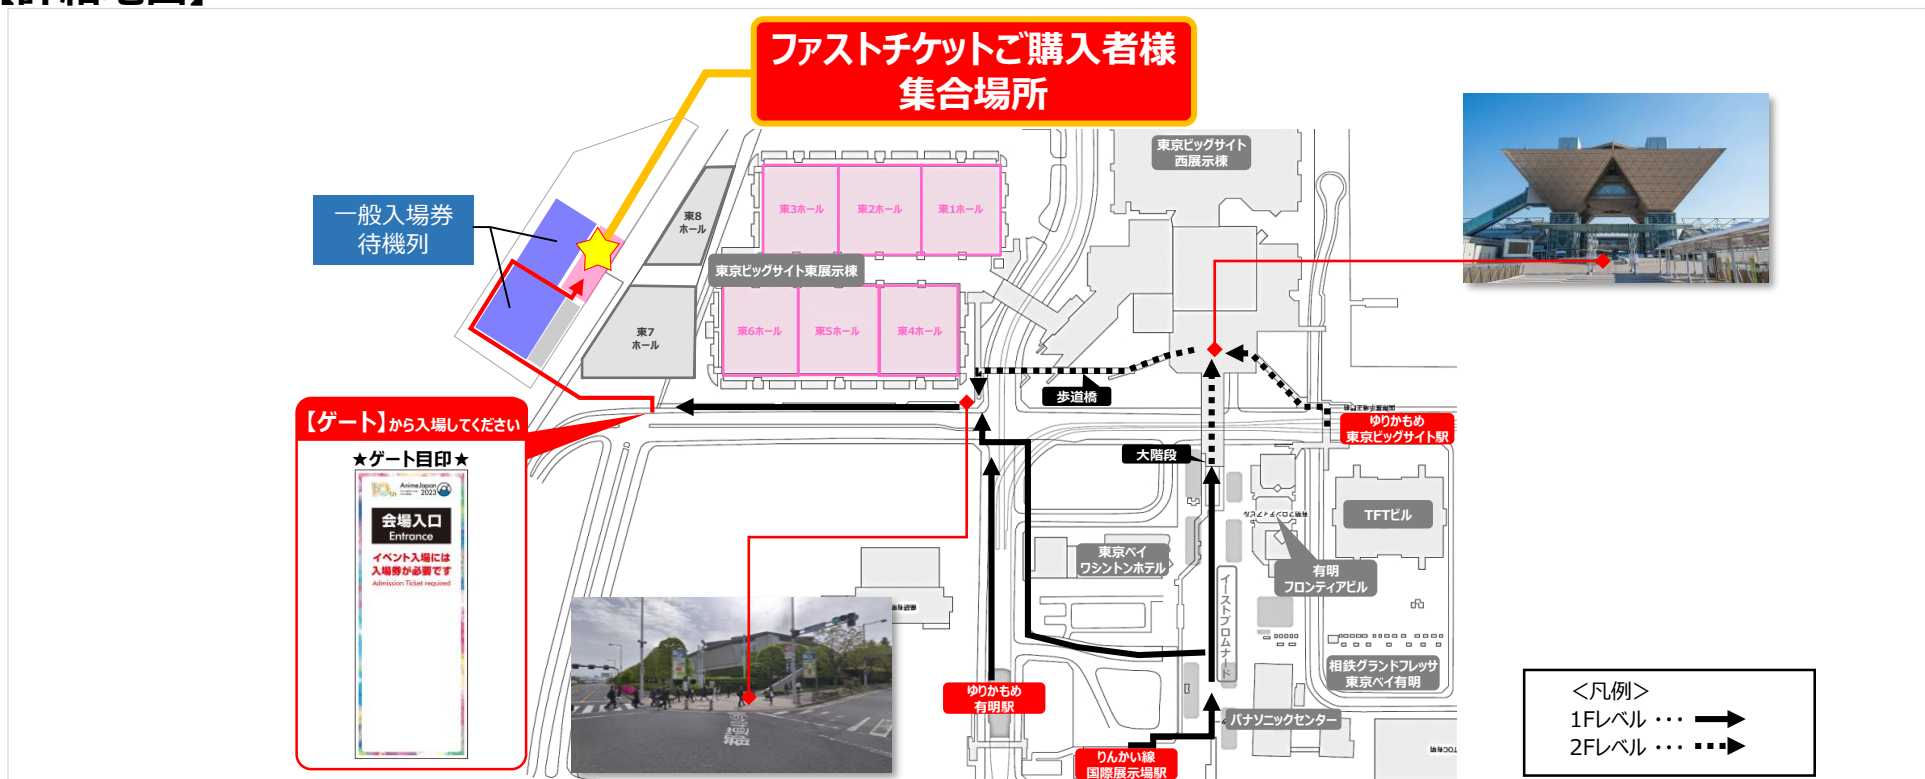 ファストチケットご購入者様
集合場所
東京ビッグサイト
西展示棟
一般入場券
待機列
東8
ホール
東3ホール
東2ホール
東1ホール
東京ビッグサイト東展示棟
東7
ホール
東6ホール
東5ホール
東4ホール
歩道橋
ゆりかもめ
東京ビッグサイト駅
大階段
【ゲート】から入場してください
★ゲート目印★
AnimeJapan
2023
会場入口
Entrance
イベント入場には
入場券が必要です
Admission Ticket required
TFTビル
東京ベイ
ワシントンホテル
有明
フロンティアビル
イーストプロムナード
相鉄グランドフレッサ
東京ベイ有明
ゆりかもめ
有明駅
パナソニックセンター
りんかい線
国際展示場駅
TOC有明
<凡例>
1Fレベル ･･･
2Fレベル ･･･